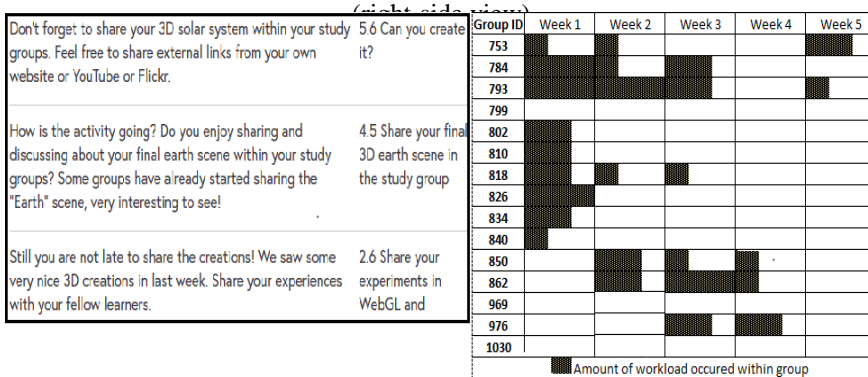 (right-side view)
Don't forget to share your 3D solar system within your study
groups. Feel free to share external links from your own
website or YouTube or Flickr.
5.6 Can you create
it?
How is the activity going? Do you enjoy sharing and
discussing about your final earth scene within your study
groups? Some groups have already started sharing the
"Earth" scene, very interesting to see!
4.5 Share your final
3D earth scene in
the study group
Still you are not late to share the creations! We saw some
very nice 3D creations in last week. Share your experiences
with your fellow learners.
2.6 Share your
experiments in
WebGL and
Group ID Week 1 Week 2 Week 3 Week 4 Week 5
753
784
793
799
802
810
818
826
834
840
850
862
969
976
1030
Amount of workload occured within group